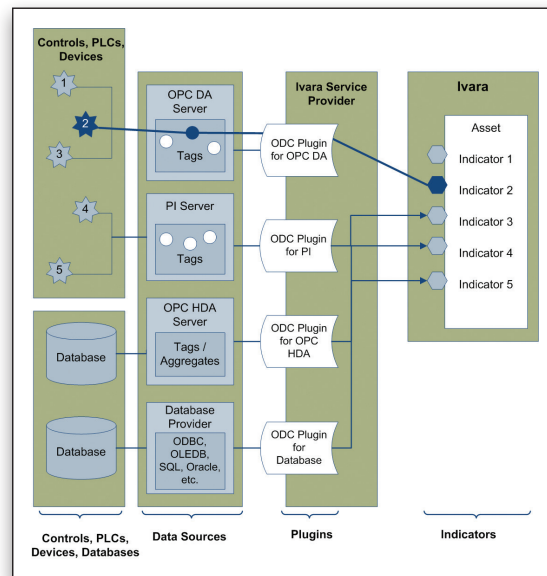 Controls, PLCs,
Devices
1
2
3
4
5
Database
Database
OPC DA
Server
Tags
PI Server
Tags
OPC HDA
Server
Tags /
Aggregates
Database
Provider
ODBC,
OLEDB,
SQL, Oracle,
etc.
Ivara Service
Provider
ODC Plugin
for OPC DA
ODC Plugin
for PI
ODC Plugin
for OPC
HDA
ODC Plugin
for
Database
Ivara
Asset
Indicator 1
Indicator 2
Indicator 3
Indicator 4
Indicator 5
Controls, PLCs,
Devices, Databases
Data Sources
Plugins
Indicators